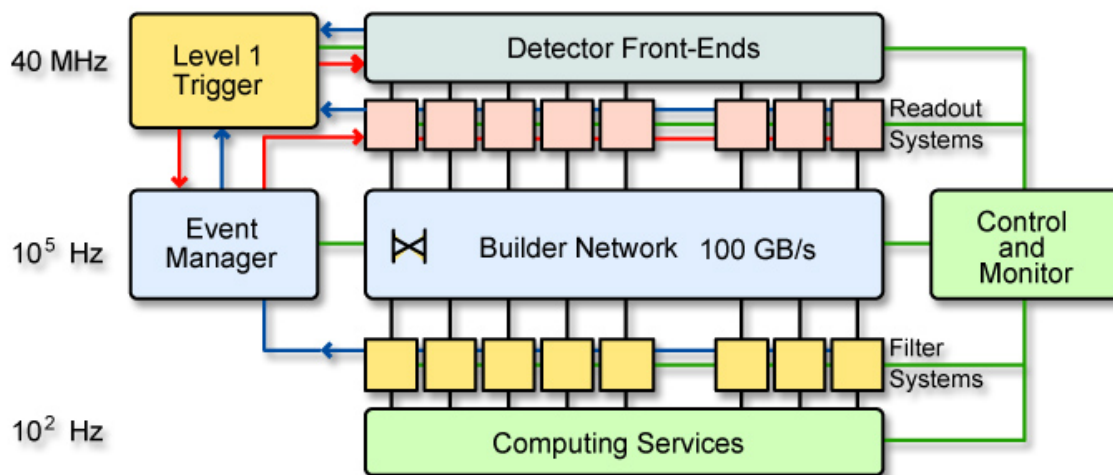 40 MHz
Level 1
Trigger
Detector Front-Ends
Readout
Systems
10⁵ Hz
Event
Manager
Builder Network 100 GB/s
Control
and
Monitor
Filter
Systems
10² Hz
Computing Services